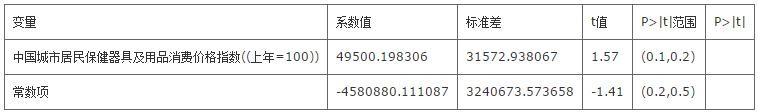 变量 系数值 标准差 t值 P>|t|范围 P>|t|
中国城市居民保健器具及用品消费价格指数((上年=100)) 49500.198306 31572.938067 1.57 (0.1,0.2)
常数项 -4580880.111087 3240673.573658 -1.41 (0.2,0.5)